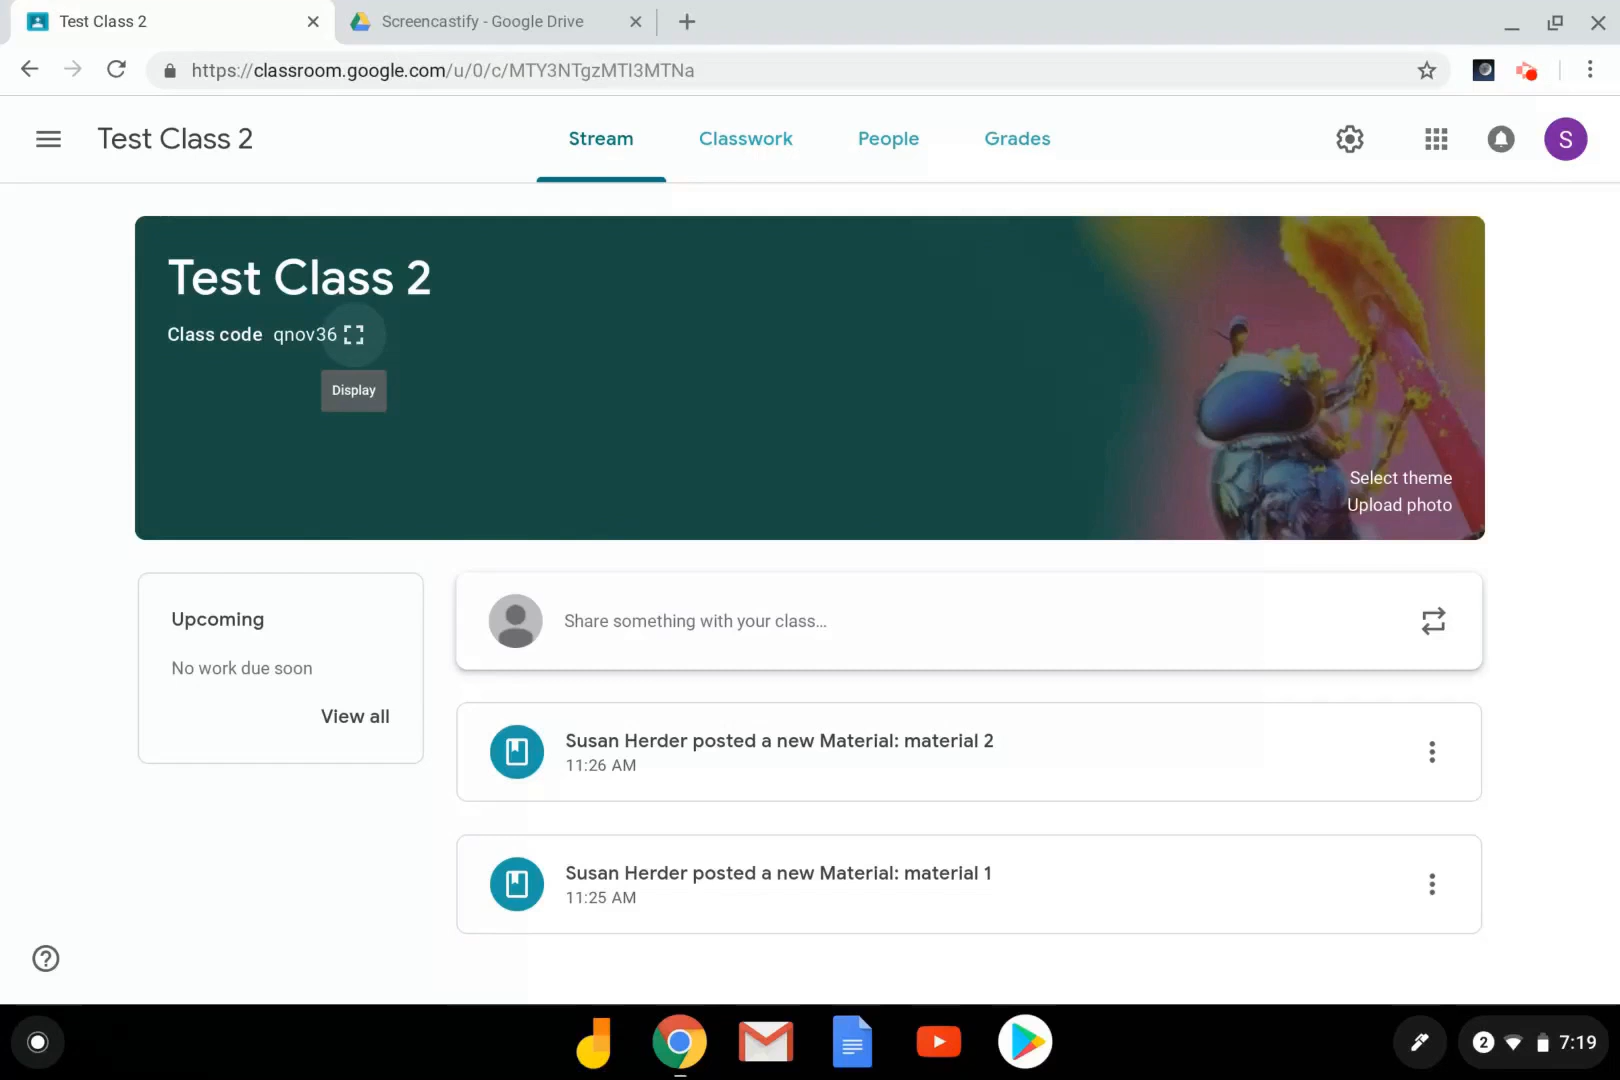 Test Class 2
Screencastify - Google Drive
https://classroom.google.com/u/0/c/MTY3NTgzMTI3MTNa
Test Class 2
Stream
Classwork
People
Grades
S
Test Class 2
Class code qnov36
Display
Select theme
Upload photo
Upcoming
No work due soon
View all
Share something with your class...
Susan Herder posted a new Material: material 2
11:26 AM
Susan Herder posted a new Material: material 1
11:25 AM
2
7:19